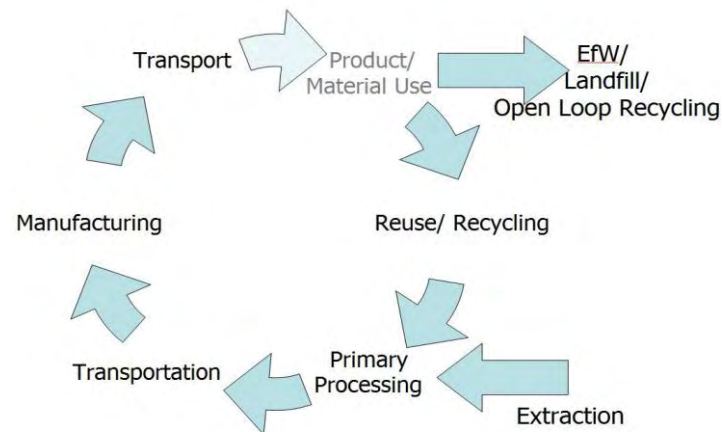 Transport
Product/
Material Use
EfW/
Landfill/
Open Loop Recycling
Manufacturing
Reuse/ Recycling
Transportation
Primary
Processing
Extraction